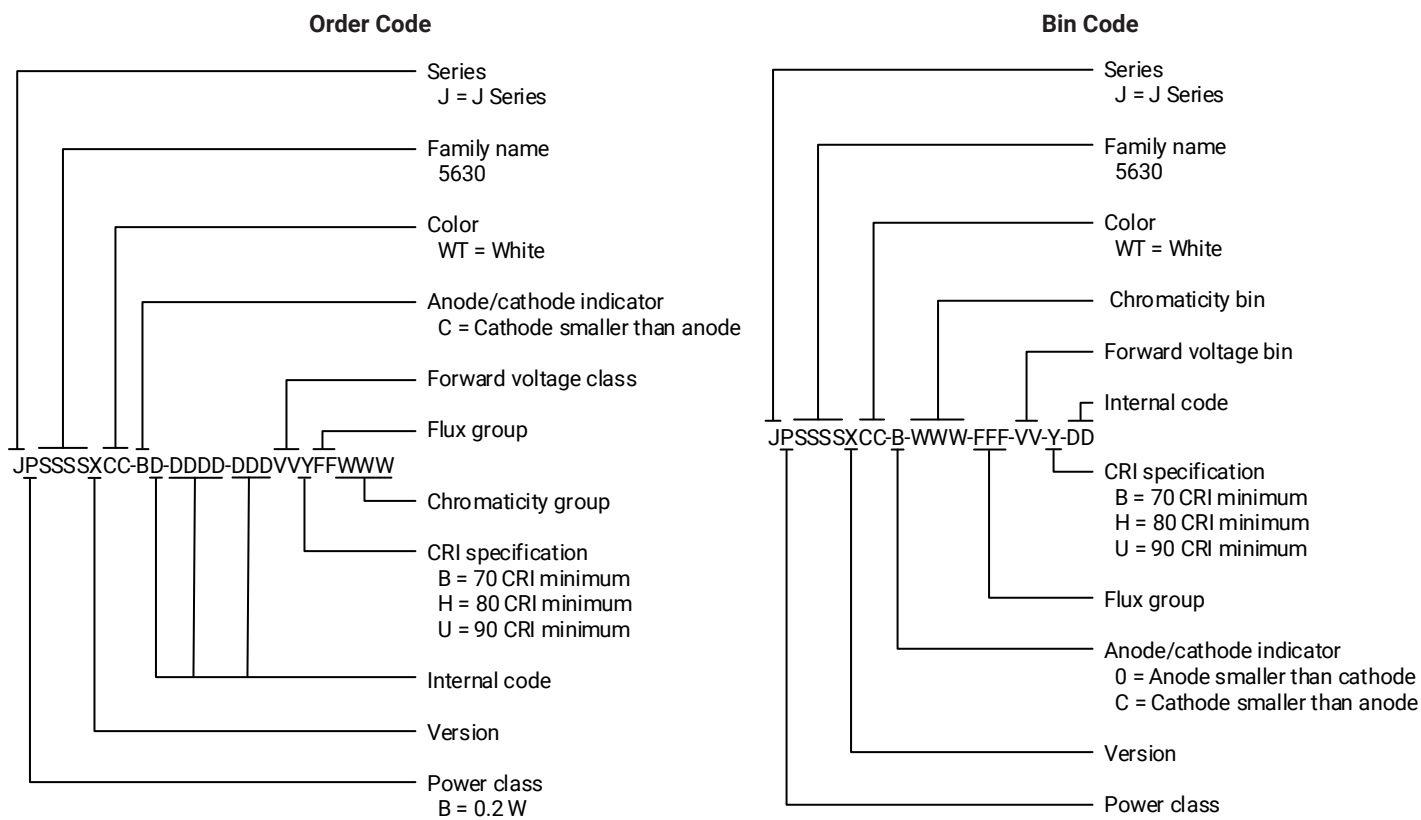 Order Code
Series
J = J Series
Family name
5630
Color
WT = White
Anode/cathode indicator
C = Cathode smaller than anode
Forward voltage class
Flux group
JPSSSSXCC-BD-DDDD-DDDVVYFFWWW
Chromaticity group
CRI specification
B = 70 CRI minimum
H = 80 CRI minimum
U = 90 CRI minimum
Internal code
Version
Power class
B = 0.2 W
Bin Code
Series
J = J Series
Family name
5630
Color
WT = White
Chromaticity bin
Forward voltage bin
Internal code
JPSSSSXCC-B-WWW-FFF-VV-Y-DD
CRI specification
B = 70 CRI minimum
H = 80 CRI minimum
U = 90 CRI minimum
Flux group
Anode/cathode indicator
0 = Anode smaller than cathode
C = Cathode smaller than anode
Version
Power class